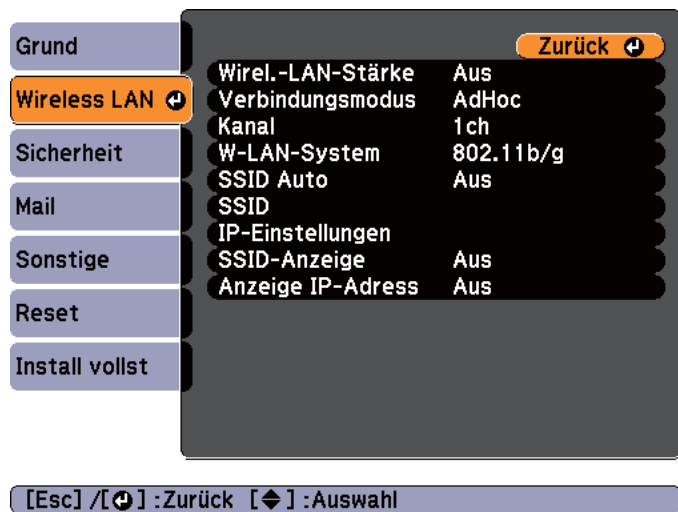 Grund
Wireless LAN
Sicherheit
Mail
Sonstige
Reset
Install vollst
Zurück
Wirel.-LAN-Stärke Aus
Verbindungsmodus AdHoc
Kanal 1ch
W-LAN-System 802.11b/g
SSID Auto Aus
SSID
IP-Einstellungen
SSID-Anzeige Aus
Anzeige IP-Adress Aus
[Esc] /[⏎] :Zurück [◆] :Auswahl